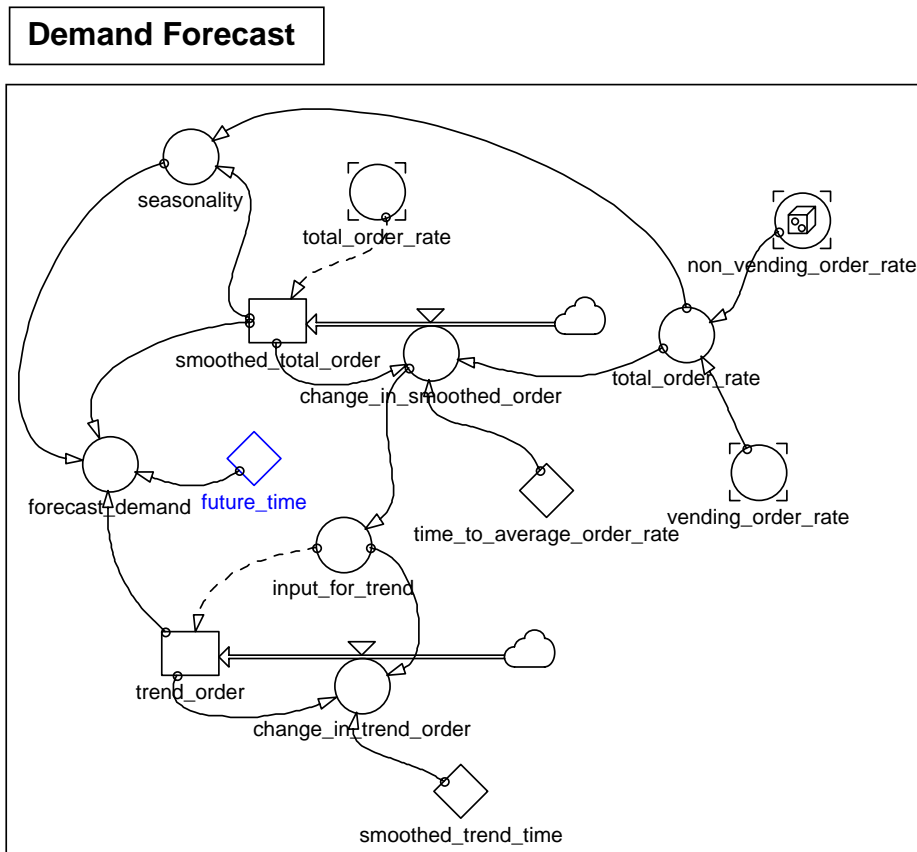 Demand Forecast
seasonality
total_order_rate
non_vending_order_rate
smoothed_total_order
total_order_rate
change_in_smoothed_order
forecast_demand
future_time
time_to_average_order_rate
vending_order_rate
input_for_trend
trend_order
change_in_trend_order
smoothed_trend_time